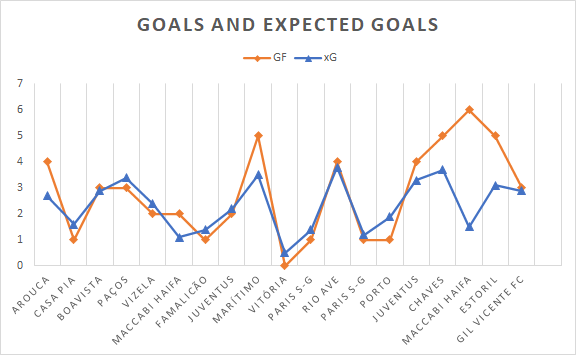 GOALS AND EXPECTED GOALS
GF xG
7
6
5
4
3
2
1
0
AROUCA
CASA PIA
BOAVISTA
PAÇOS
VIZELA
MACCABI HAIFA
FAMALICÃO
JUVENTUS
MARÍTIMO
VITÓRIA
PARIS S-G
RIO AVE
PARIS S-G
PORTO
JUVENTUS
CHAVES
MACCABI HAIFA
ESTORIL
GIL VICENTE FC